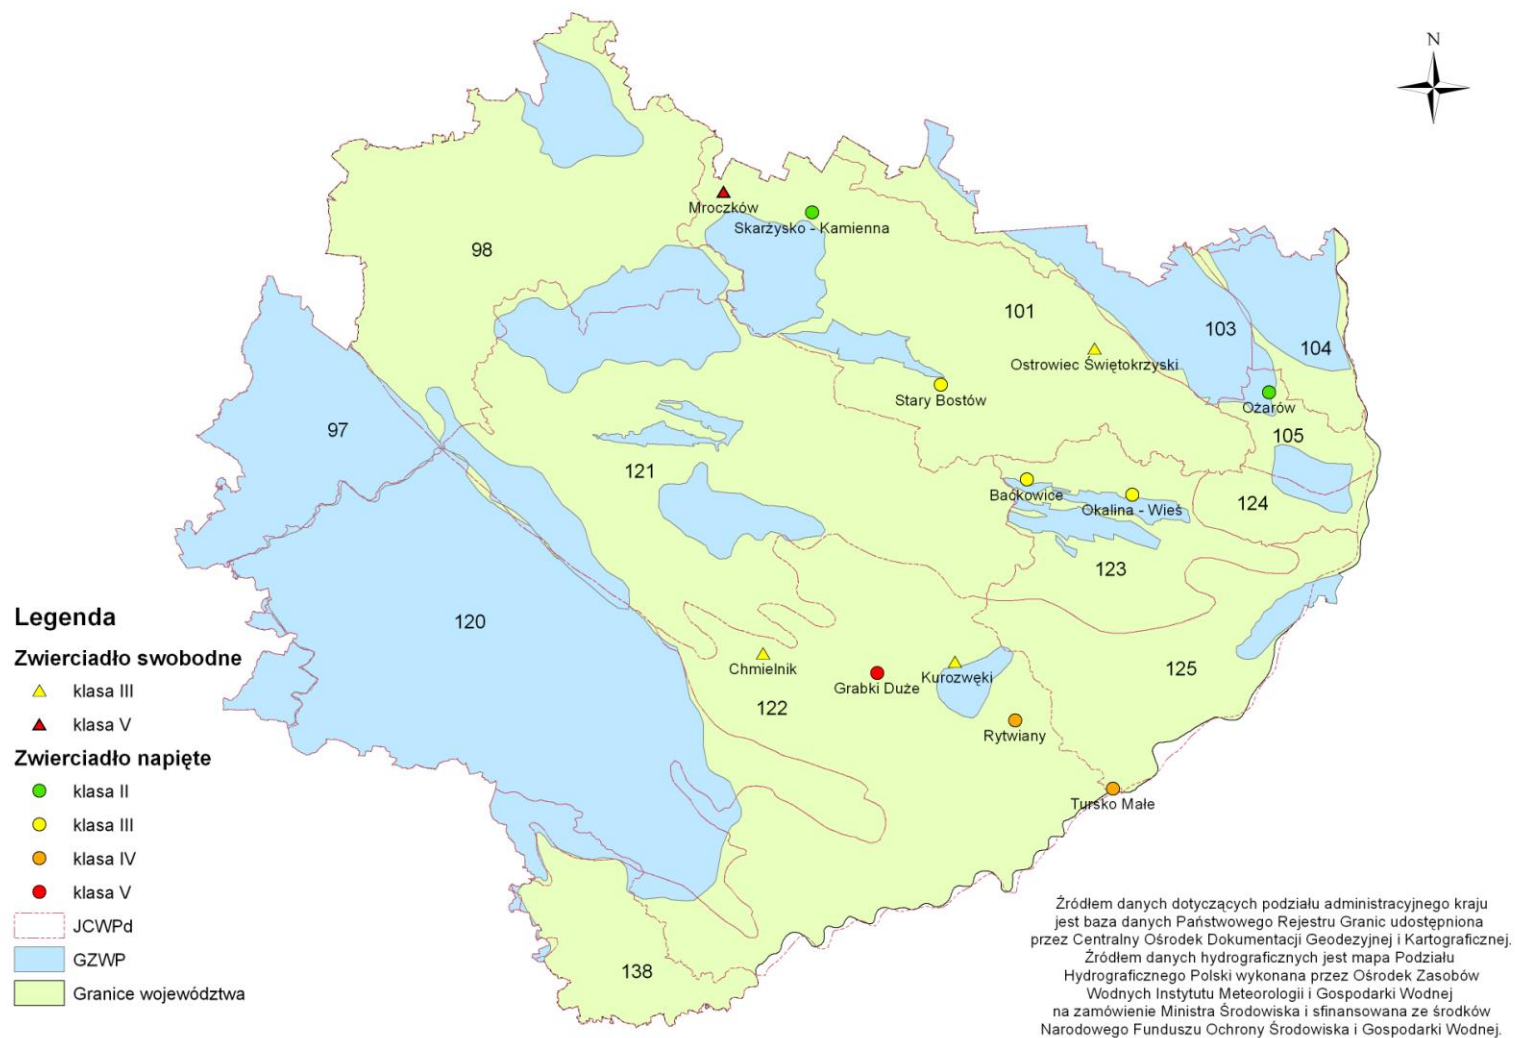 N
Mroczków
Skarżysko - Kamienna
98
101
103
104
Ostrowiec Świętokrzyski
Stary Bostów
Ożarów
97
105
121
Baćkowice
Okalina - Wieś
124
123
120
Chmielnik
Kurozwęki
125
Grabki Duże
122
Rytwiany
Tursko Małe
138
Legenda
Zwierciadło swobodne
klasa III
klasa V
Zwierciadło napięte
klasa II
klasa III
klasa IV
klasa V
JCWPd
GZWP
Granice województwa
Źródłem danych dotyczących podziału administracyjnego kraju
jest baza danych Państwowego Rejestru Granic udostępniona
przez Centralny Ośrodek Dokumentacji Geodezyjnej i Kartograficznej.
Źródłem danych hydrograficznych jest mapa Podziału
Hydrograficznego Polski wykonana przez Ośrodek Zasobów
Wodnych Instytutu Meteorologii i Gospodarki Wodnej
na zamówienie Ministra Środowiska i sfinansowana ze środków
Narodowego Funduszu Ochrony Środowiska i Gospodarki Wodnej.